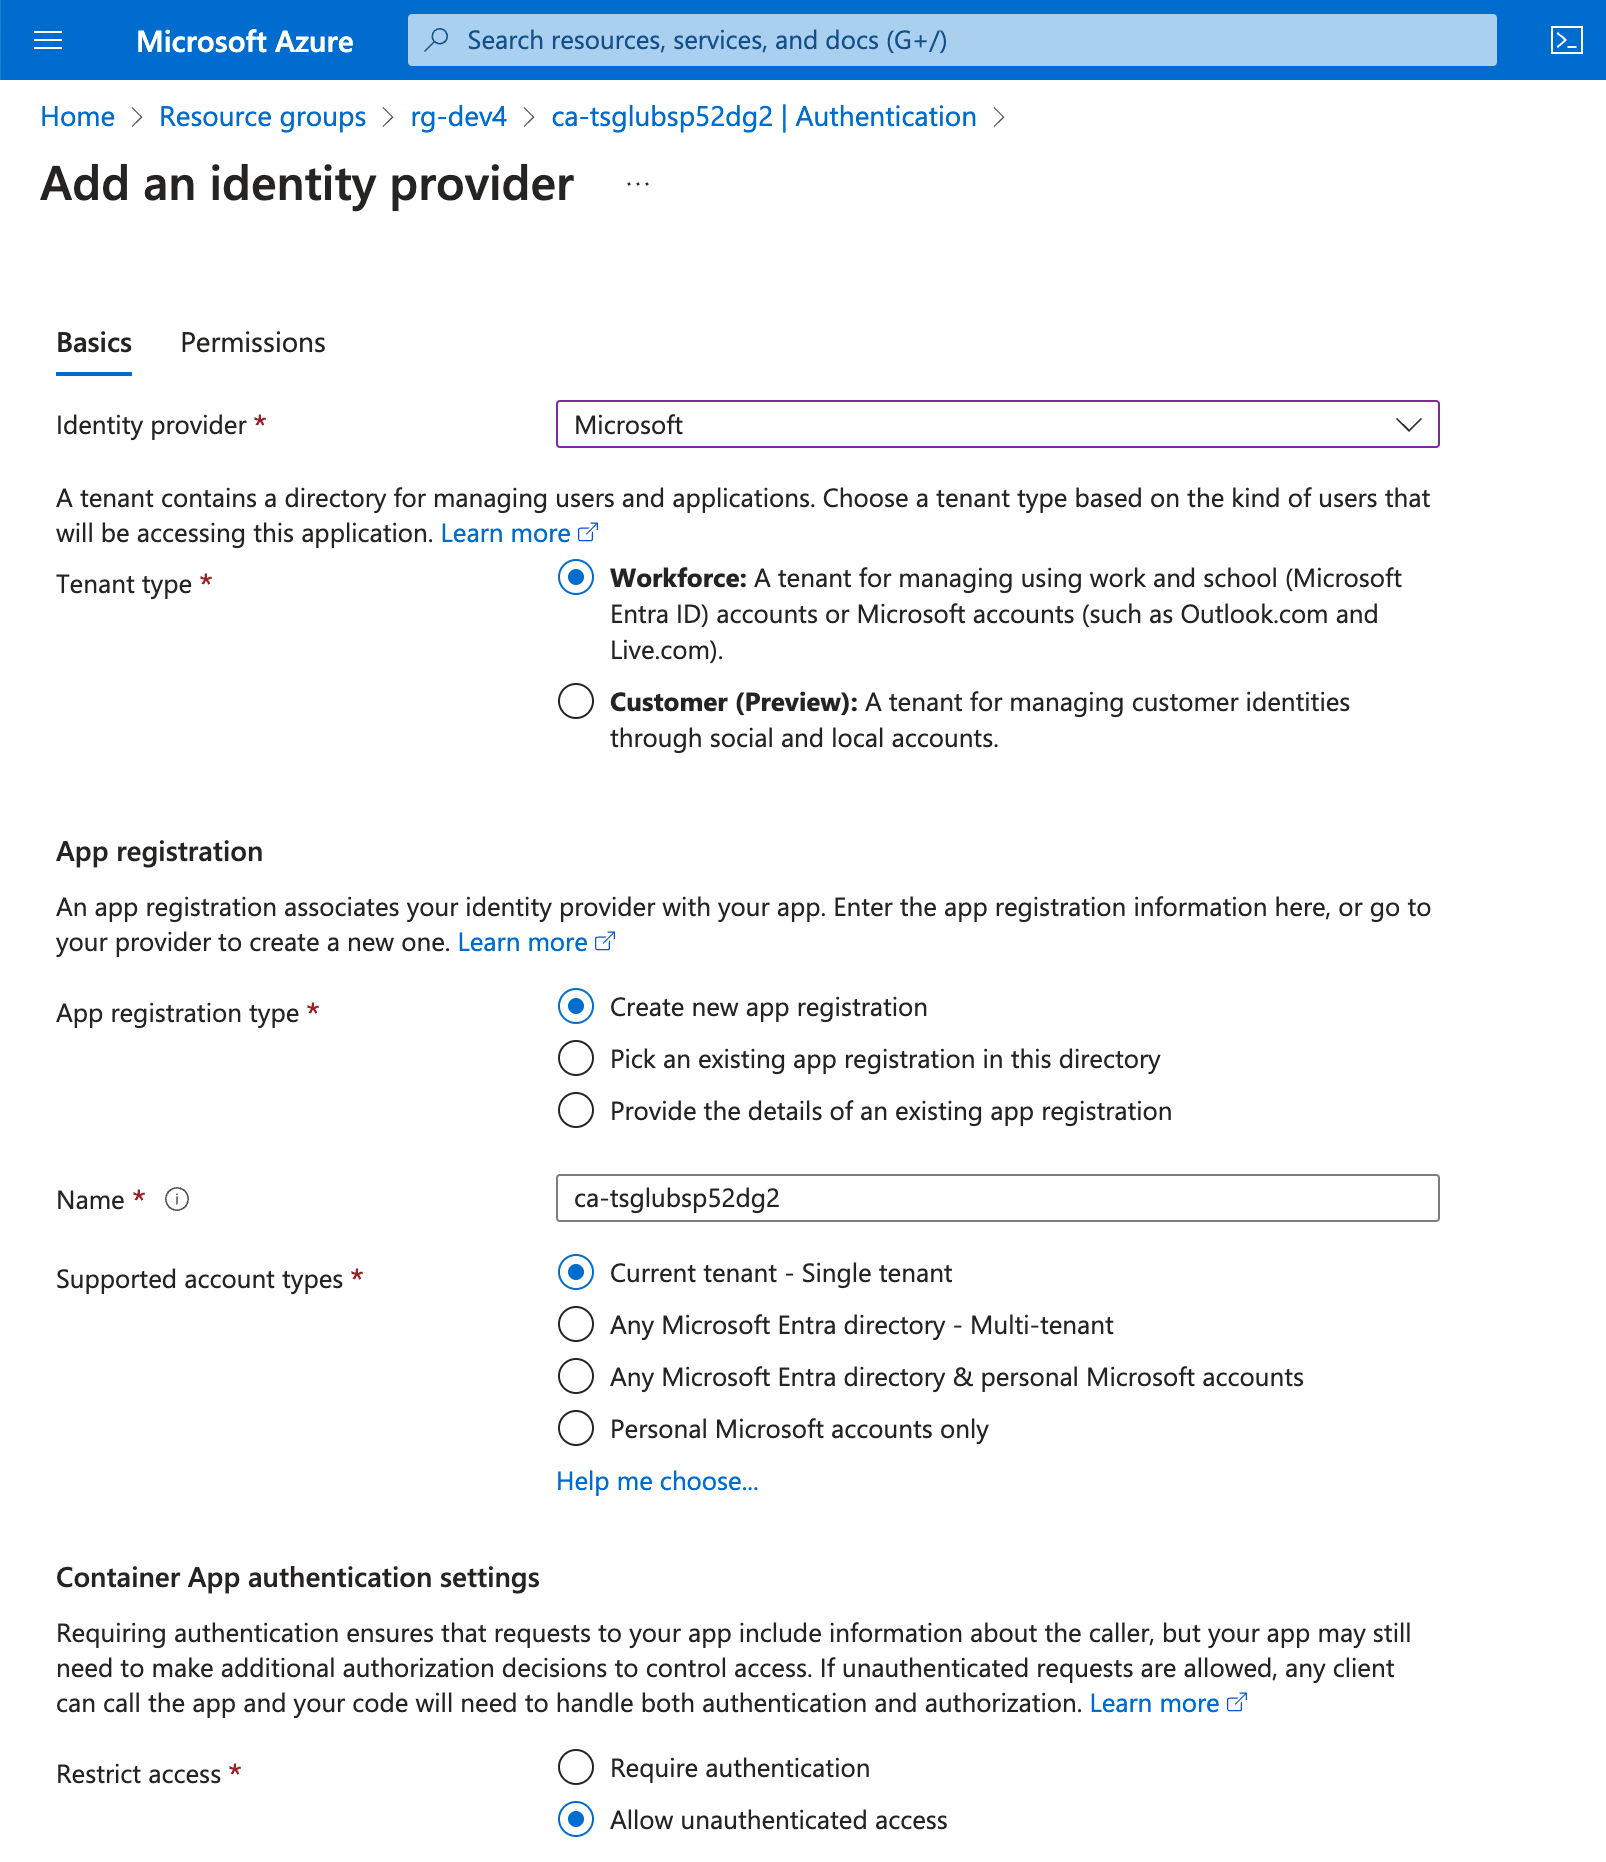 Microsoft Azure
Search resources, services, and docs (G+/)
Home > Resource groups > rg-dev4 > ca-tsglubsp52dg2 | Authentication >
Add an identity provider ...
Basics Permissions
Identity provider *
Microsoft
A tenant contains a directory for managing users and applications. Choose a tenant type based on the kind of users that
will be accessing this application. Learn more
Tenant type *
Workforce: A tenant for managing using work and school (Microsoft
Entra ID) accounts or Microsoft accounts (such as Outlook.com and
Live.com).
Customer (Preview): A tenant for managing customer identities
through social and local accounts.
App registration
An app registration associates your identity provider with your app. Enter the app registration information here, or go to
your provider to create a new one. Learn more
App registration type *
Create new app registration
Pick an existing app registration in this directory
Provide the details of an existing app registration
Name *
ca-tsglubsp52dg2
Supported account types *
Current tenant - Single tenant
Any Microsoft Entra directory - Multi-tenant
Any Microsoft Entra directory & personal Microsoft accounts
Personal Microsoft accounts only
Help me choose...
Container App authentication settings
Requiring authentication ensures that requests to your app include information about the caller, but your app may still
need to make additional authorization decisions to control access. If unauthenticated requests are allowed, any client
can call the app and your code will need to handle both authentication and authorization. Learn more
Restrict access *
Require authentication
Allow unauthenticated access